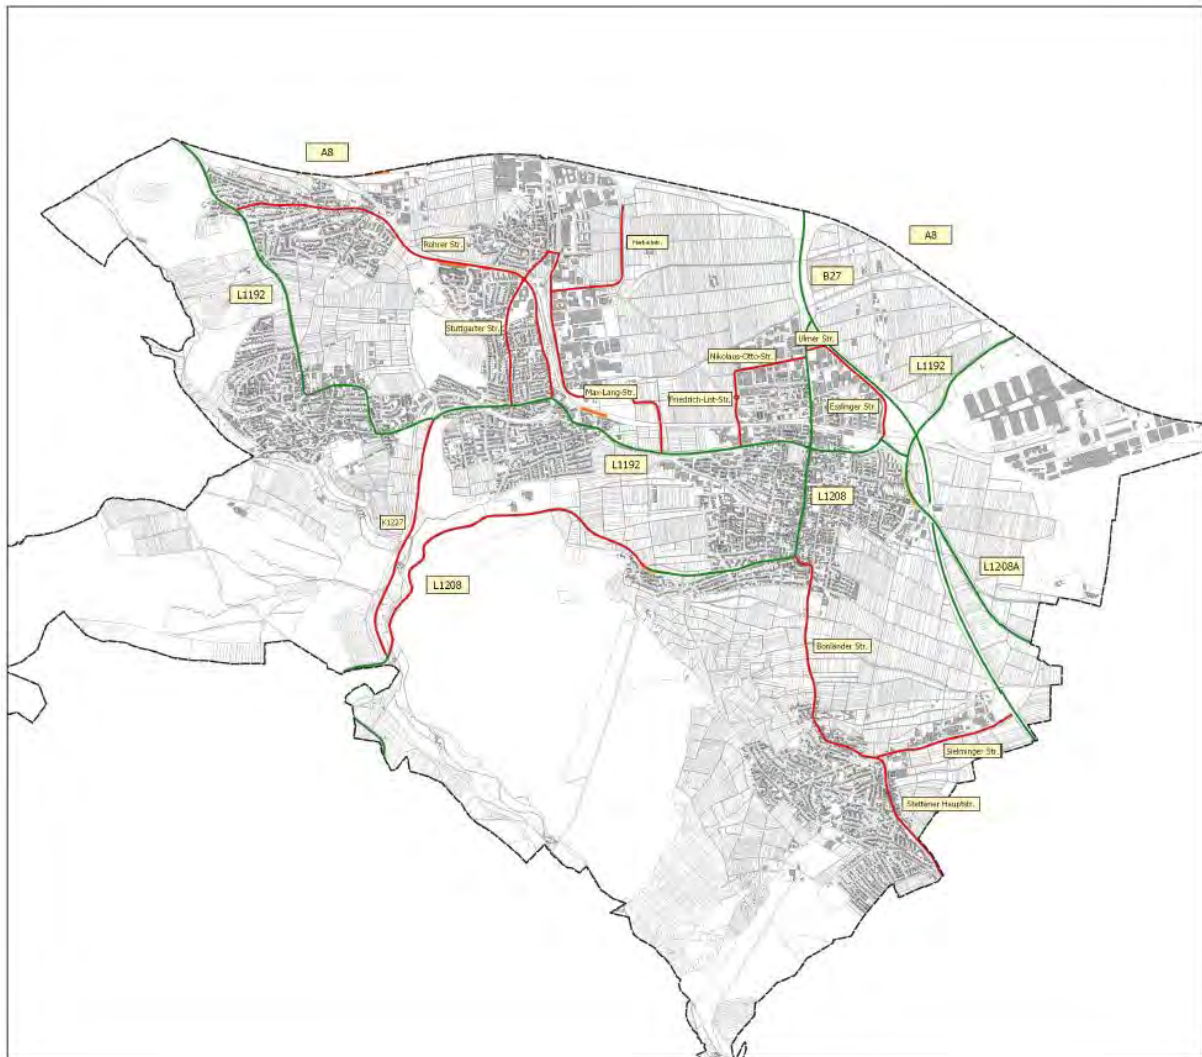 A8
A8
Rohrer Str.
B27
L1192
Stuttgarter Str.
Ulmer Str.
Nikolaus-Otto-Str.
L1192
Max-Lang-Str.
Friedrich-List-Str.
Esslinger Str.
L1192
L1208
K1227
L1208A
L1208
Bonländer Str.
Sielminger Str.
Stettener Hauptstr.